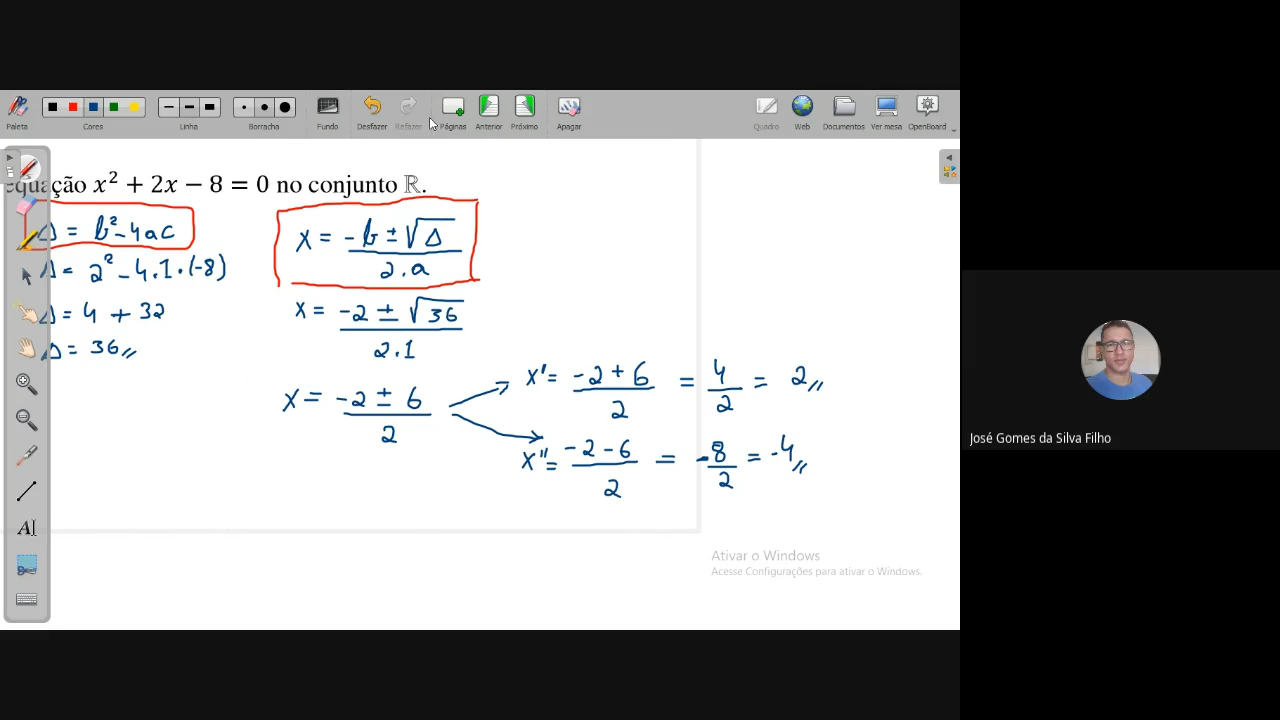 Paleta Cores Linha Borracha Fundo Desfazer Refazer Páginas Anterior Próximo Apagar Quadro Web Documentos Ver mesa OpenBoard
equação x² + 2x − 8 = 0 no conjunto ℝ.
Δ = b² - 4ac
Δ = 2² - 4.1.(-8)
Δ = 4 + 32
Δ = 36//
x = (-b ± √Δ) / 2.a
x = (-2 ± √36) / 2.1
x = (-2 ± 6) / 2
x' = (-2 + 6) / 2 = 4/2 = 2//
x'' = (-2 - 6) / 2 = -8/2 = -4//
AI
Ativar o Windows
Acesse Configurações para ativar o Windows.
José Gomes da Silva Filho